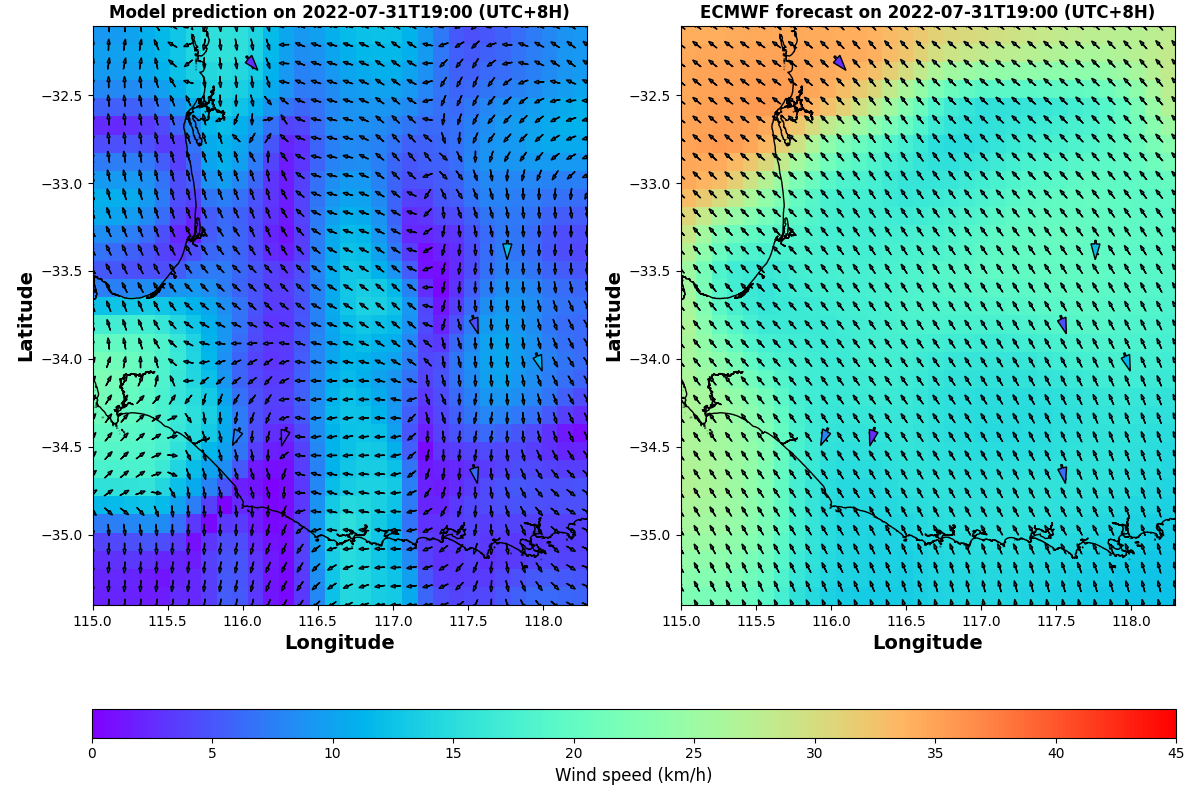 Model prediction on 2022-07-31T19:00 (UTC+8H)
ECMWF forecast on 2022-07-31T19:00 (UTC+8H)
−32.5
−33.0
−33.5
−34.0
−34.5
−35.0
Latitude
−32.5
−33.0
−33.5
−34.0
−34.5
−35.0
Latitude
115.0 115.5 116.0 116.5 117.0 117.5 118.0
Longitude
115.0 115.5 116.0 116.5 117.0 117.5 118.0
Longitude
0 5 10 15 20 25 30 35 40 45
Wind speed (km/h)